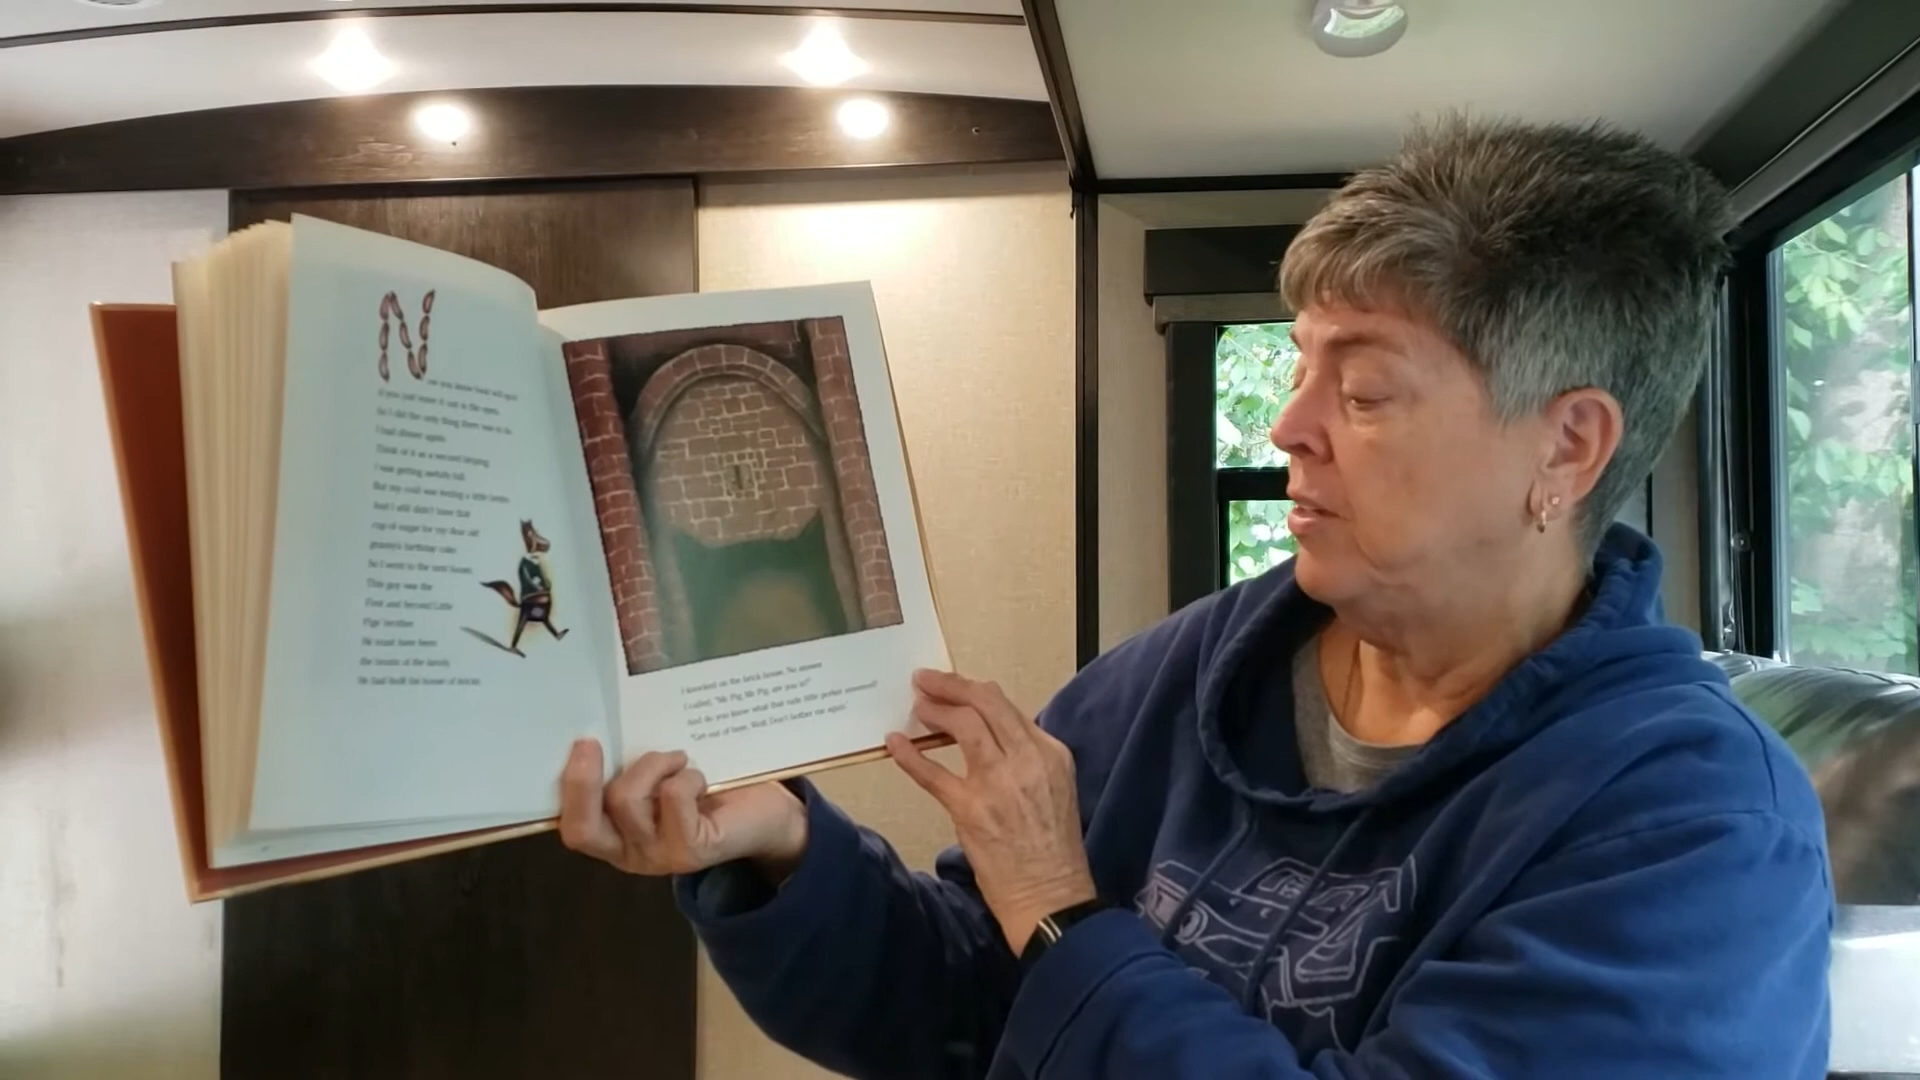 Now you know food will spoil
if you just leave it out in the open.
So I did the only thing there was to do.
I had dinner again.
Think of it as a second helping.
I was getting awfully full.
But my cold was feeling a little better.
And I still didn't have that
cup of sugar for my dear old
granny's birthday cake.
So I went to the next house.
This guy was the
First and Second Little
Pigs' brother.
He must have been
the brains of the family.
He had built his house of bricks.
I knocked on the brick house. No answer.
I called, "Mr Pig, Mr Pig, are you in?"
And do you know what that rude little porker answered?
"Get out of here, Wolf. Don't bother me again."